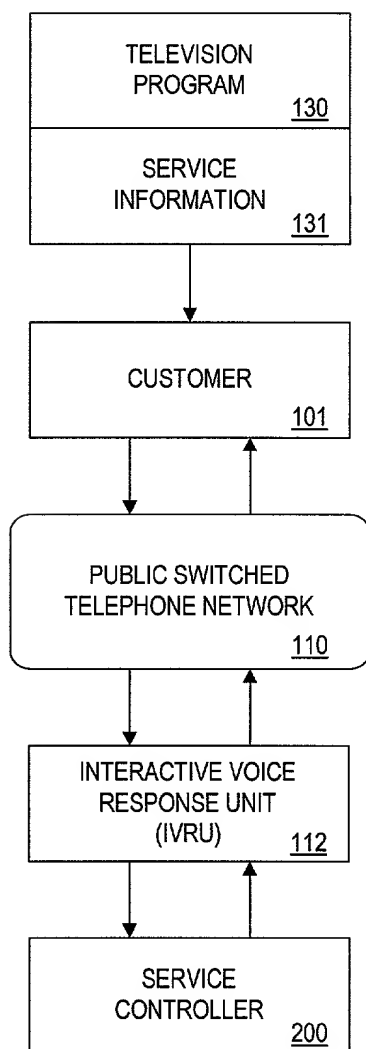 TELEVISION
PROGRAM
130
SERVICE
INFORMATION
131
CUSTOMER
101
PUBLIC SWITCHED
TELEPHONE NETWORK
110
INTERACTIVE VOICE
RESPONSE UNIT
(IVRU)
112
SERVICE
CONTROLLER
200